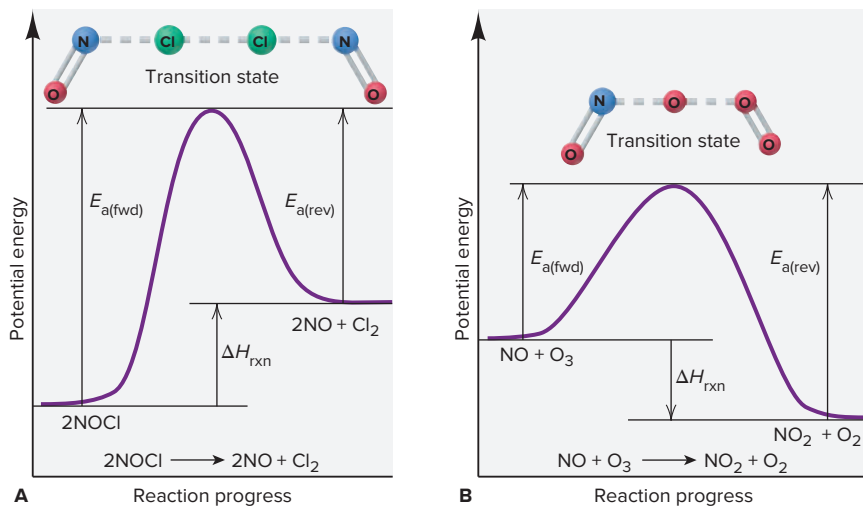 N Cl Cl N
O O
Transition state
Potential energy
Ea(fwd)
Ea(rev)
2NO + Cl2
ΔHrxn
2NOCl
2NOCl ⟶ 2NO + Cl2
A Reaction progress
N O O
O O
Transition state
Potential energy
Ea(fwd)
Ea(rev)
NO + O3
ΔHrxn
NO2 + O2
NO + O3 ⟶ NO2 + O2
B Reaction progress